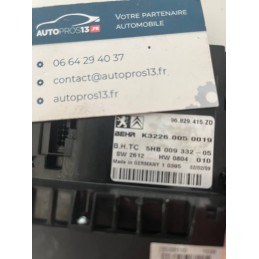 VOTRE PARTENAIRE
AUTOMOBILE
AUTOPROS13.FR
06 64 29 40 37
contact@autopros13.fr
autopros13.fr
96.629.415.ZD
BEHR K3226.005 0019
B.H.TC 5HB 009 332-05
SW 2612 HW 0804 010
Made in GERMANY